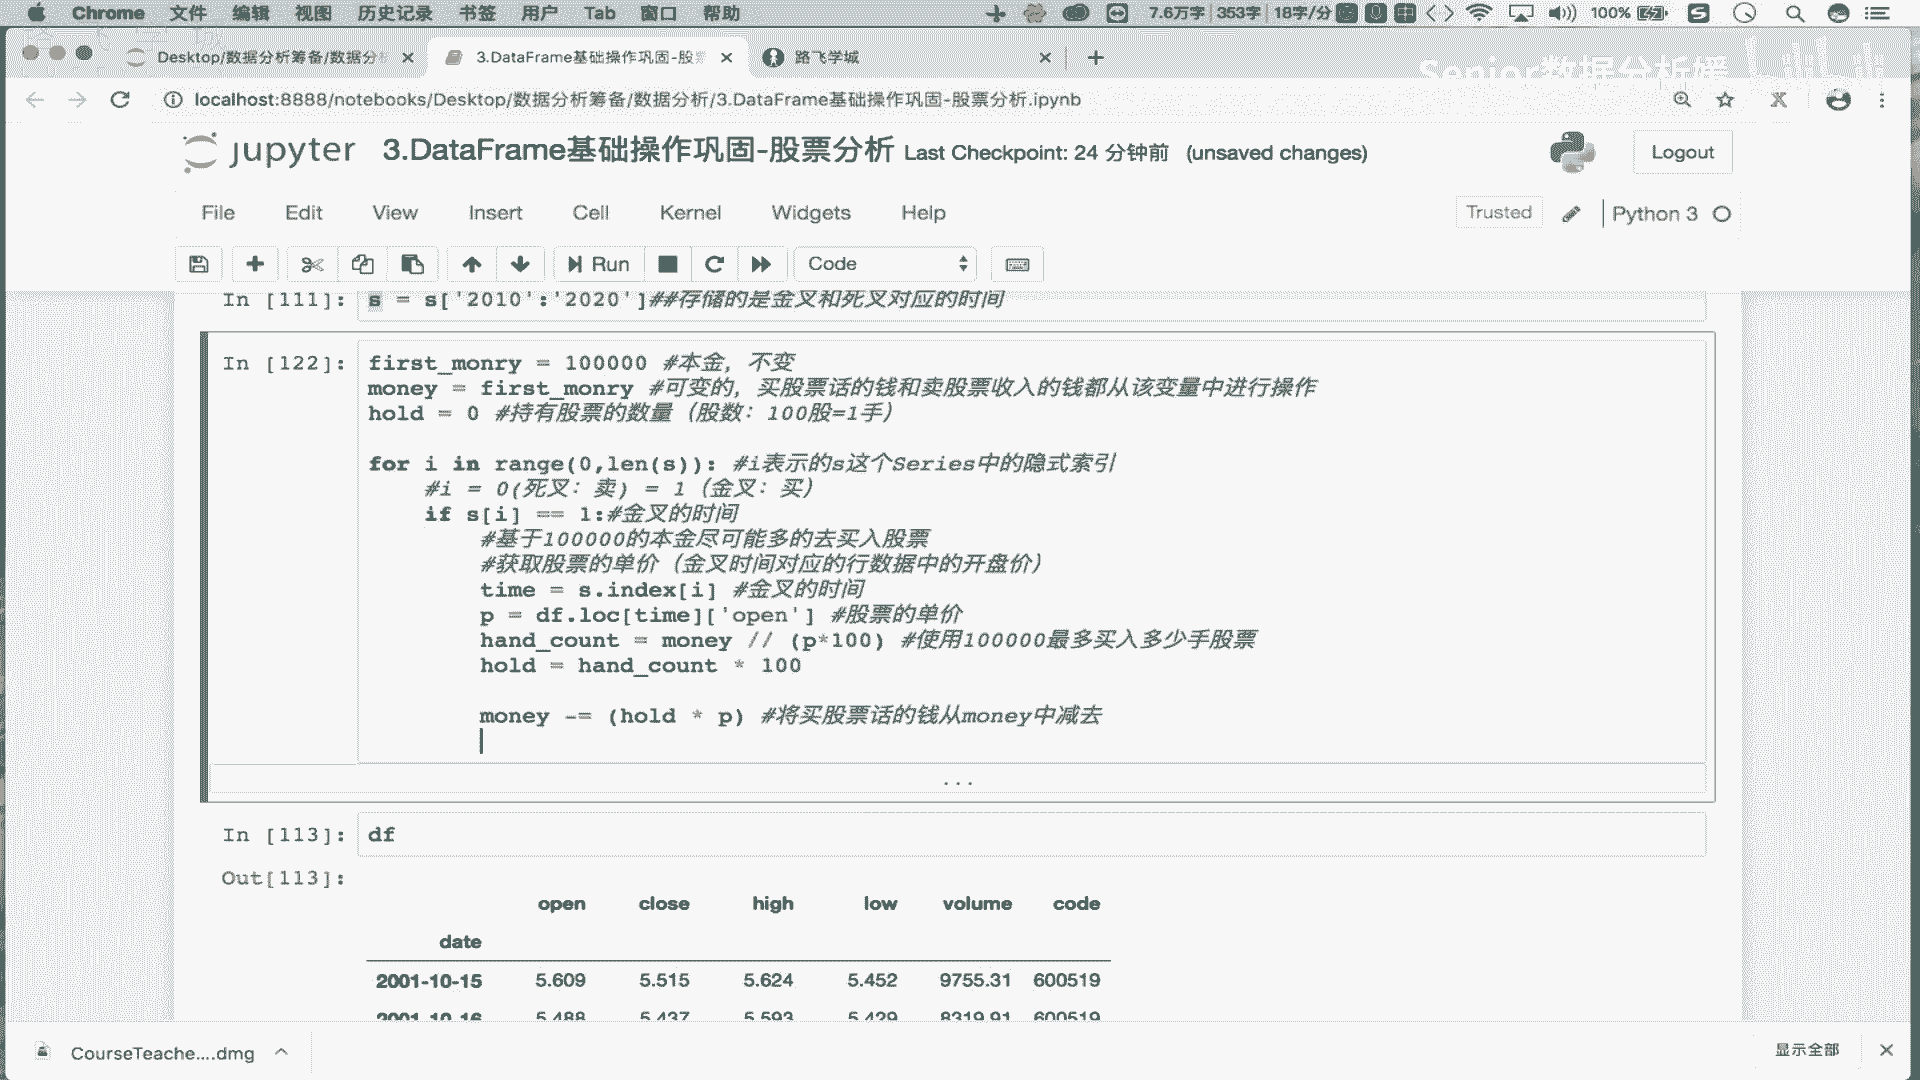 Chrome 文件 编辑 视图 历史记录 书签 用户 Tab 窗口 帮助 7.6万字 353字 18字/分 100%
Desktop/数据分析筹备/数据分析 3.DataFrame基础操作巩固-股票 路飞学城
Senior数据分析媛 bilibili
localhost:8888/notebooks/Desktop/数据分析筹备/数据分析/3.DataFrame基础操作巩固-股票分析.ipynb
jupyter 3.DataFrame基础操作巩固-股票分析 Last Checkpoint: 24 分钟前 (unsaved changes) Logout
File Edit View Insert Cell Kernel Widgets Help Trusted Python 3
Run Code
In [111]: s = s['2010':'2020']##存储的是金叉和死叉对应的时间
In [122]: first_monry = 100000 #本金，不变
money = first_monry #可变的，买股票话的钱和卖股票收入的钱都从该变量中进行操作
hold = 0 #持有股票的数量（股数：100股=1手）
for i in range(0,len(s)): #i表示的s这个Series中的隐式索引
#i = 0(死叉：卖) = 1（金叉：买）
if s[i] == 1:#金叉的时间
#基于100000的本金尽可能多的去买入股票
#获取股票的单价（金叉时间对应的行数据中的开盘价）
time = s.index[i] #金叉的时间
p = df.loc[time]['open'] #股票的单价
hand_count = money // (p*100) #使用100000最多买入多少手股票
hold = hand_count * 100
money -= (hold * p) #将买股票话的钱从money中减去
...
In [113]: df
Out[113]:
open close high low volume code
date
2001-10-15 5.609 5.515 5.624 5.452 9755.31 600519
2001-10-16 5.488 5.437 5.593 5.429 8319.91 600519
CourseTeache....dmg 显示全部